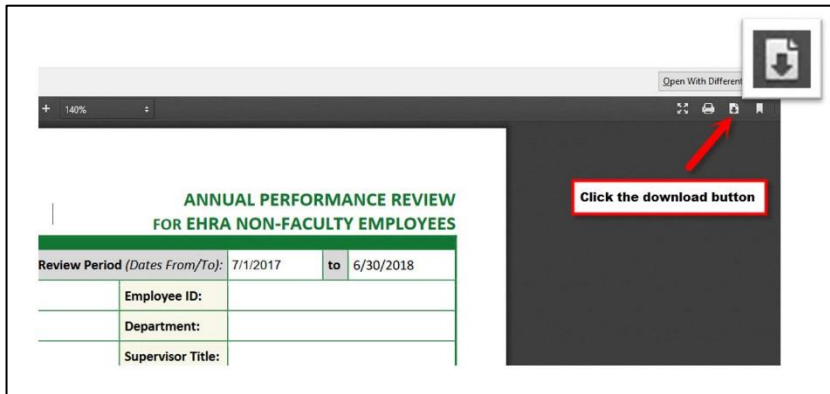 Open With Different
+ 140%
Click the download button
ANNUAL PERFORMANCE REVIEW
FOR EHRA NON-FACULTY EMPLOYEES
Review Period (Dates From/To): 7/1/2017 to 6/30/2018
Employee ID:
Department:
Supervisor Title: